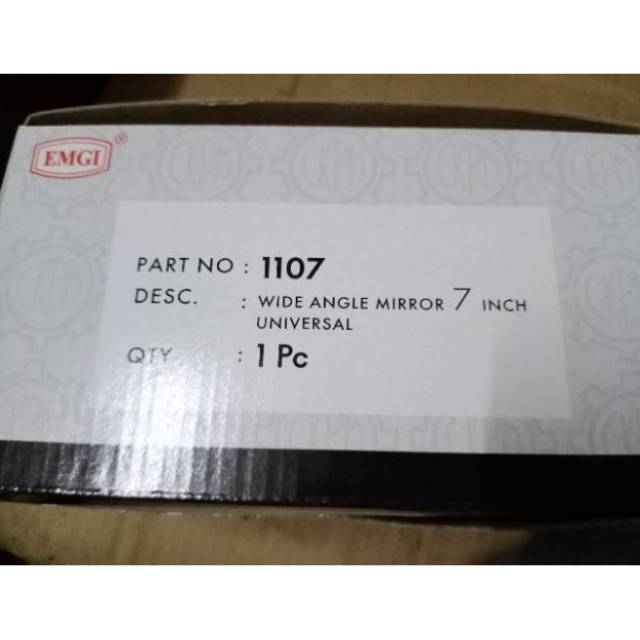 EMGI ®
PART NO : 1107
DESC. : WIDE ANGLE MIRROR 7 INCH
UNIVERSAL
QTY : 1 Pc